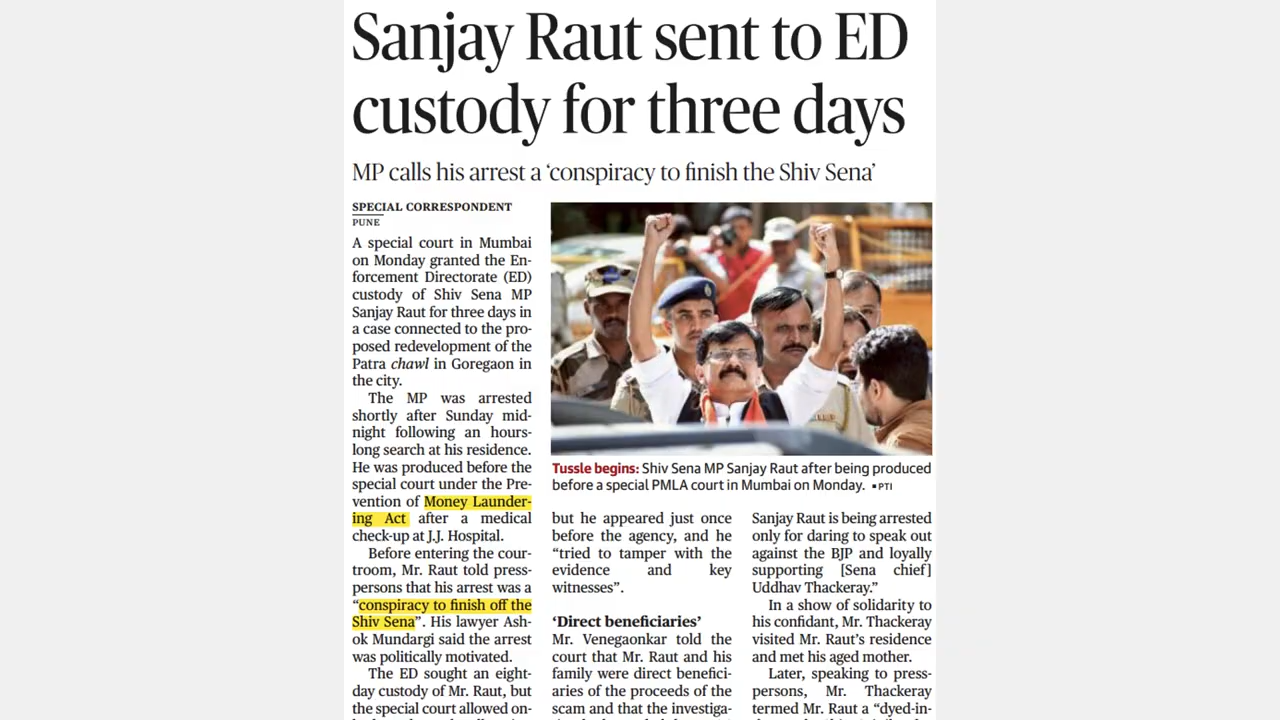 Sanjay Raut sent to ED
custody for three days
MP calls his arrest a ‘conspiracy to finish the Shiv Sena’
SPECIAL CORRESPONDENT
PUNE
A special court in Mumbai
on Monday granted the En-
forcement Directorate (ED)
custody of Shiv Sena MP
Sanjay Raut for three days in
a case connected to the pro-
posed redevelopment of the
Patra chawl in Goregaon in
the city.
The MP was arrested
shortly after Sunday mid-
night following an hours-
long search at his residence.
He was produced before the
special court under the Pre-
vention of Money Launder-
ing Act after a medical
check-up at J.J. Hospital.
Before entering the cour-
troom, Mr. Raut told press-
persons that his arrest was a
“conspiracy to finish off the
Shiv Sena”. His lawyer Ash-
ok Mundargi said the arrest
was politically motivated.
The ED sought an eight-
day custody of Mr. Raut, but
the special court allowed on-
Tussle begins: Shiv Sena MP Sanjay Raut after being produced
before a special PMLA court in Mumbai on Monday. ▪PTI
but he appeared just once
before the agency, and he
“tried to tamper with the
evidence and key
witnesses”.
‘Direct beneficiaries’
Mr. Venegaonkar told the
court that Mr. Raut and his
family were direct benefici-
aries of the proceeds of the
scam and that the investiga-
Sanjay Raut is being arrested
only for daring to speak out
against the BJP and loyally
supporting [Sena chief]
Uddhav Thackeray.”
In a show of solidarity to
his confidant, Mr. Thackeray
visited Mr. Raut’s residence
and met his aged mother.
Later, speaking to press-
persons, Mr. Thackeray
termed Mr. Raut a “dyed-in-